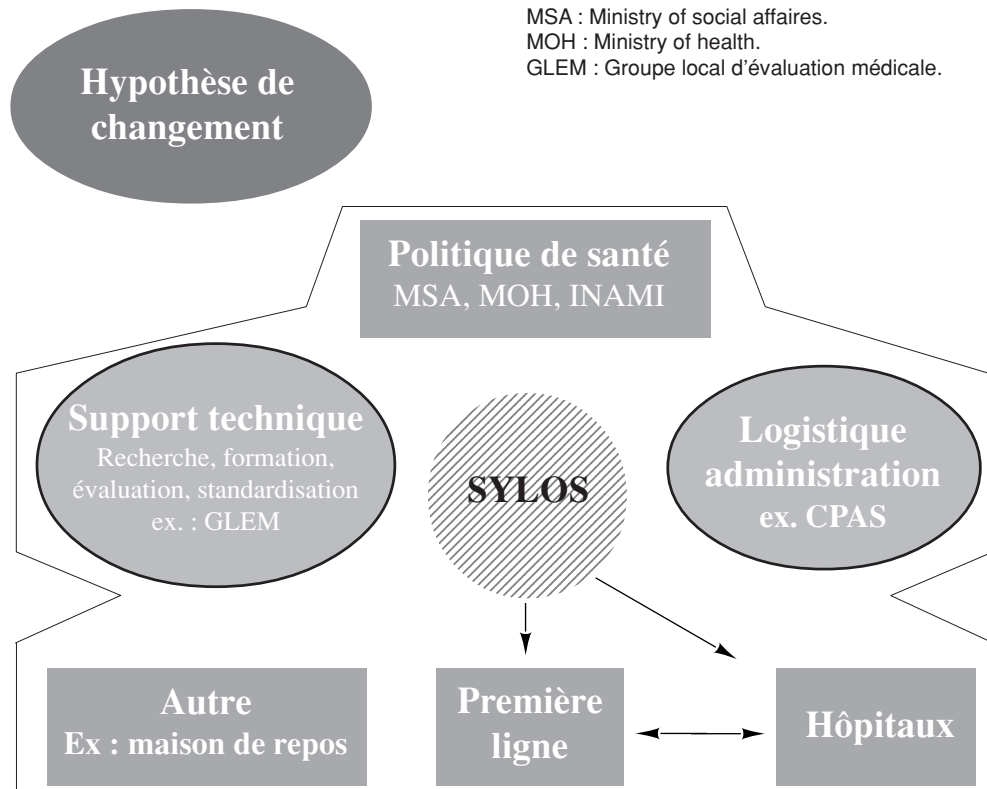 MSA : Ministry of social affaires.
MOH : Ministry of health.
GLEM : Groupe local d'évaluation médicale.
Hypothèse de
changement
Politique de santé
MSA, MOH, INAMI
Support technique
Recherche, formation,
évaluation, standardisation
ex. : GLEM
SYLOS
Logistique
administration
ex. CPAS
Autre
Ex : maison de repos
Première
ligne
Hôpitaux